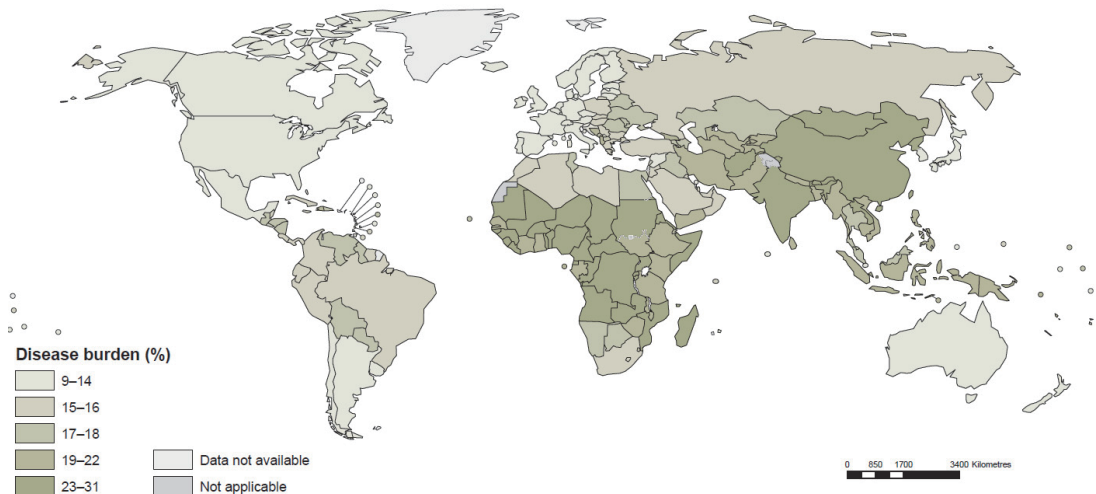 Disease burden (%)
9–14
15–16
17–18
19–22
23–31
Data not available
Not applicable
0 850 1700 3400 Kilometres